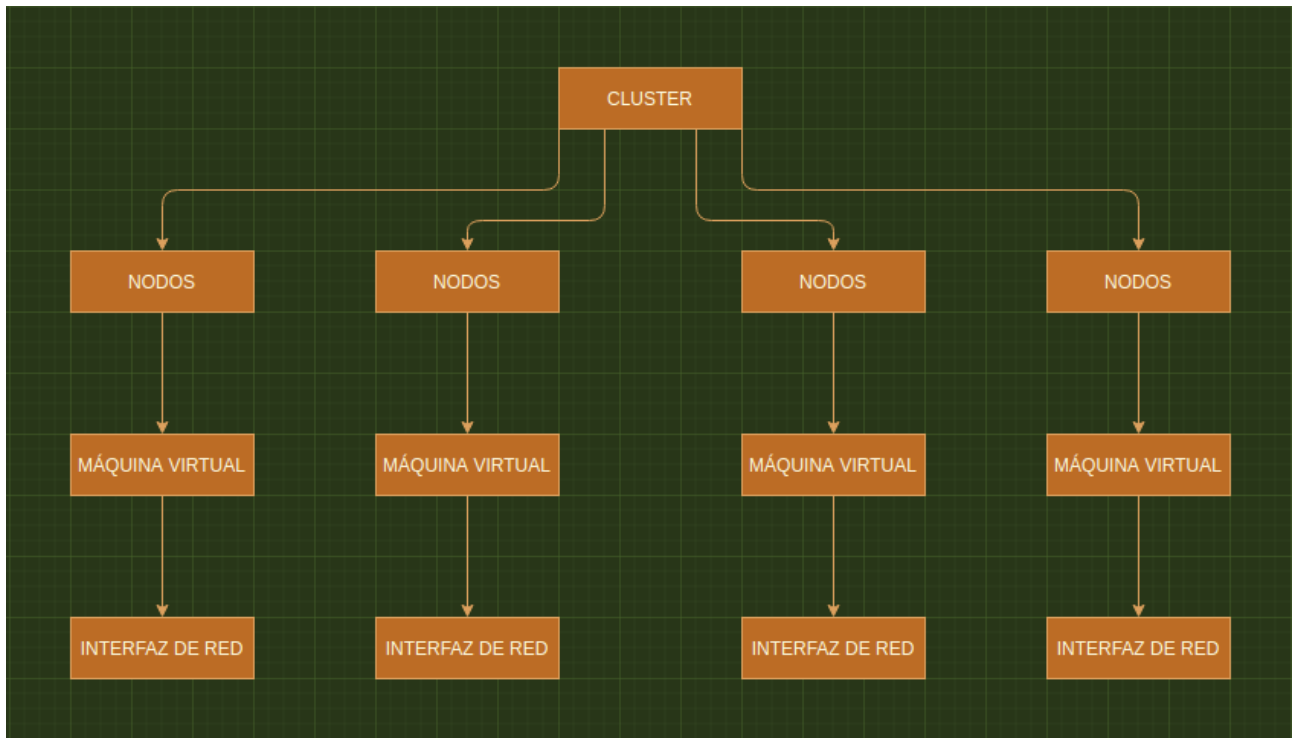 CLUSTER
NODOS
NODOS
NODOS
NODOS
MÁQUINA VIRTUAL
MÁQUINA VIRTUAL
MÁQUINA VIRTUAL
MÁQUINA VIRTUAL
INTERFAZ DE RED
INTERFAZ DE RED
INTERFAZ DE RED
INTERFAZ DE RED